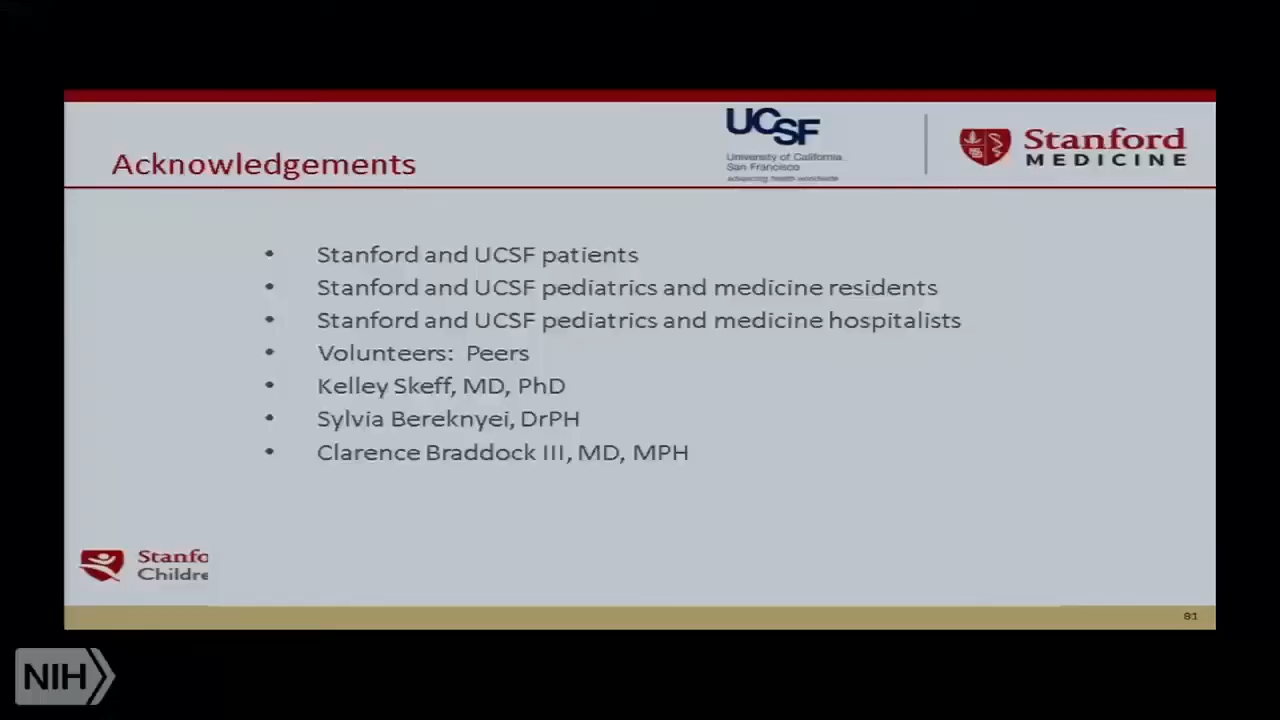 Acknowledgements
UCSF
University of California
San Francisco
Advancing health worldwide
Stanford
MEDICINE
• Stanford and UCSF patients
• Stanford and UCSF pediatrics and medicine residents
• Stanford and UCSF pediatrics and medicine hospitalists
• Volunteers: Peers
• Kelley Skeff, MD, PhD
• Sylvia Bereknyei, DrPH
• Clarence Braddock III, MD, MPH
Stanfo
Childre
81
NIH